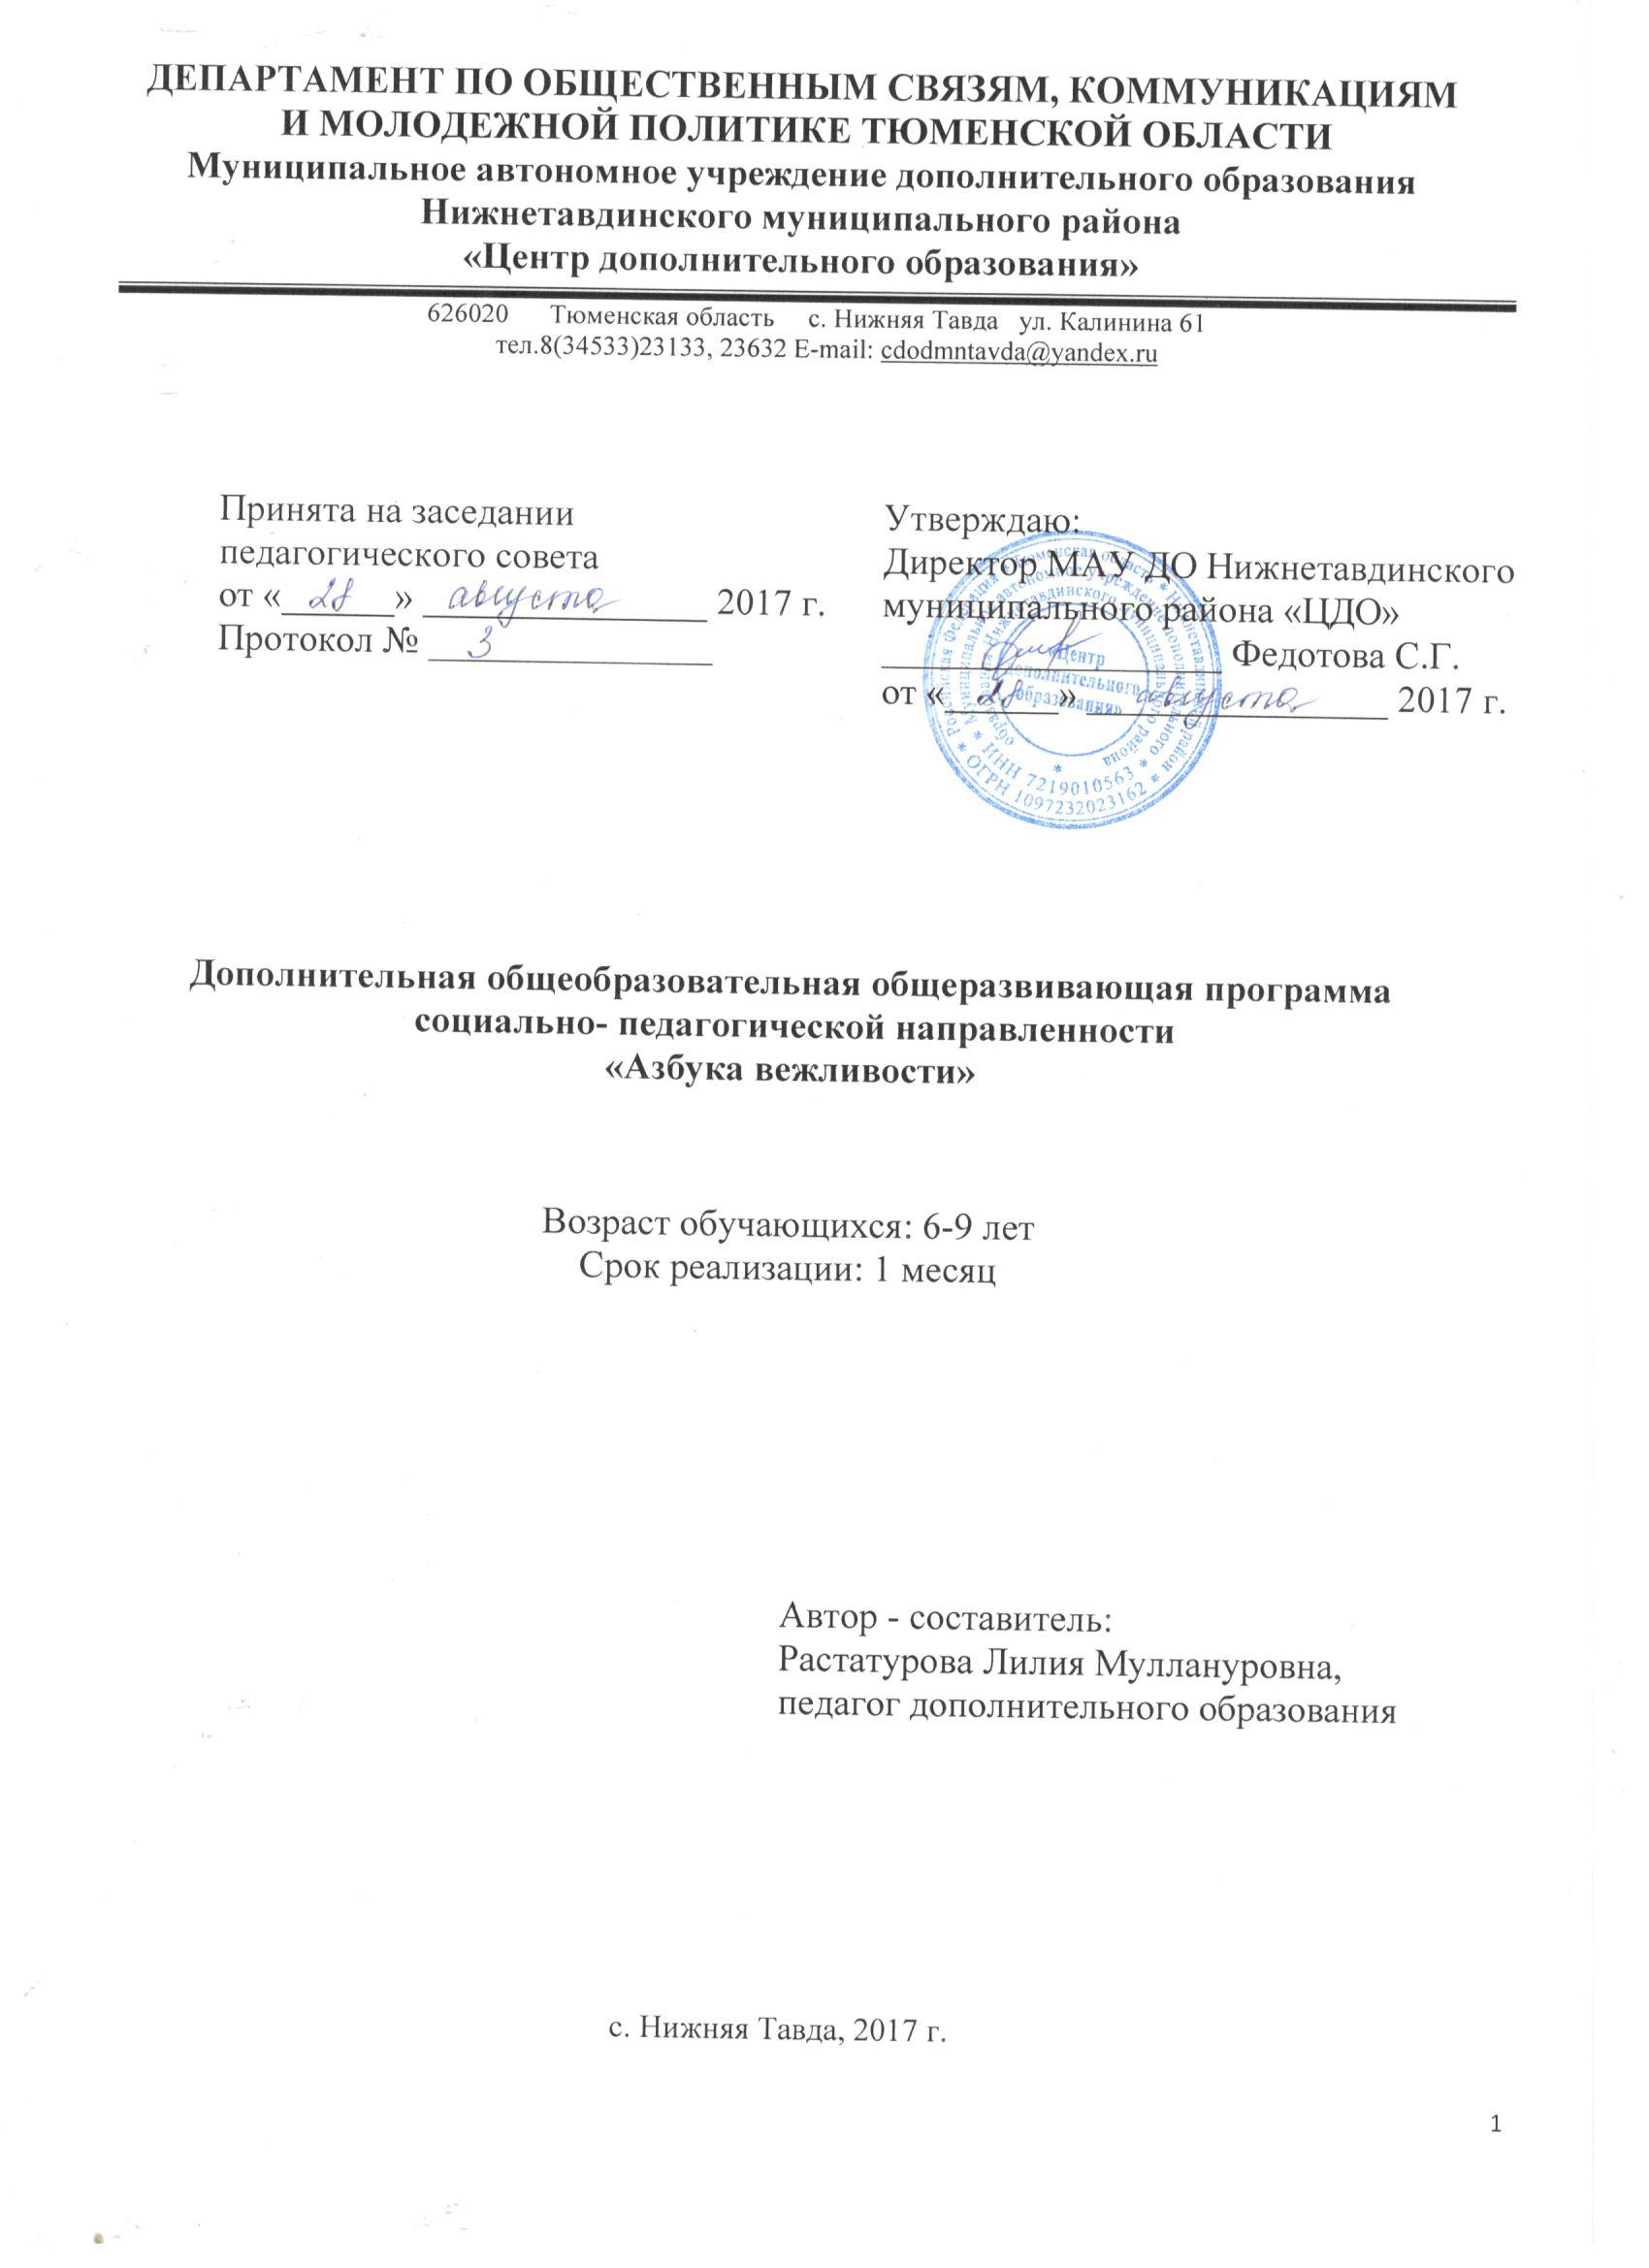 ДЕПАРТАМЕНТ ПО ОБЩЕСТВЕННЫМ СВЯЗЯМ, КОММУНИКАЦИЯМ
И МОЛОДЕЖНОЙ ПОЛИТИКЕ ТЮМЕНСКОЙ ОБЛАСТИ
Муниципальное автономное учреждение дополнительного образования
Нижнетавдинского муниципального района
«Центр дополнительного образования»
626020 Тюменская область с. Нижняя Тавда ул. Калинина 61
тел.8(34533)23133, 23632 E-mail: cdodmntavda@yandex.ru
Принята на заседании
педагогического совета
от «28» августа 2017 г.
Протокол № 3
Утверждаю:
Директор МАУ ДО Нижнетавдинского
муниципального района «ЦДО»
Федотова С.Г.
от «28» августа 2017 г.
Центр
дополнительного
образования»
* ИНН 7219010563 *
* ОГРН 1097232023162 *
Дополнительная общеобразовательная общеразвивающая программа
социально- педагогической направленности
«Азбука вежливости»
Возраст обучающихся: 6-9 лет
Срок реализации: 1 месяц
Автор - составитель:
Растатурова Лилия Муллануровна,
педагог дополнительного образования
с. Нижняя Тавда, 2017 г.
1